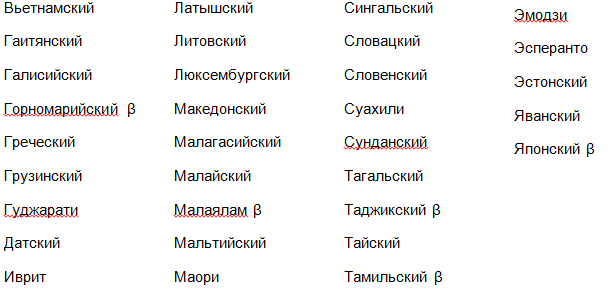 Вьетнамский
Гаитянский
Галисийский
Горномарийский β
Греческий
Грузинский
Гуджарати
Датский
Иврит
Латышский
Литовский
Люксембургский
Македонский
Малагасийский
Малайский
Малаялам β
Мальтийский
Маори
Сингальский
Словацкий
Словенский
Суахили
Сунданский
Тагальский
Таджикский β
Тайский
Тамильский β
Эмодзи
Эсперанто
Эстонский
Яванский
Японский β